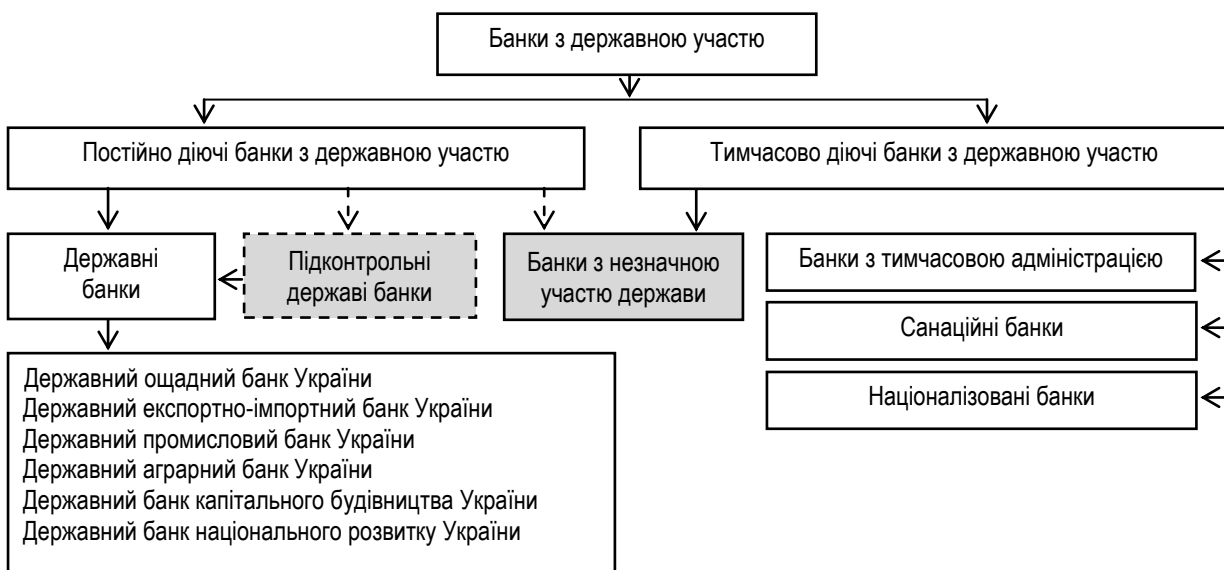 Банки з державною участю
Постійно діючі банки з державною участю
Тимчасово діючі банки з державною участю
Державні
банки
Підконтрольні
державі банки
Банки з незначною
участю держави
Банки з тимчасовою адміністрацією
Санаційні банки
Націоналізовані банки
Державний ощадний банк України
Державний експортно-імпортний банк України
Державний промисловий банк України
Державний аграрний банк України
Державний банк капітального будівництва України
Державний банк національного розвитку України